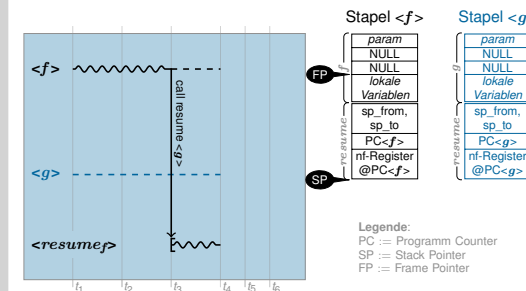 Stapel <f>
Stapel <g
<f>
call resume <g>
<g>
<resume_f>
t1 t2 t3 t4 t5 t6
FP
SP
f
resume
param
NULL
NULL
lokale
Variablen
sp_from,
sp_to
PC<f>
nf-Register
@PC<f>
g
resume
param
NULL
NULL
lokale
Variablen
sp_from,
sp_to
PC<g>
nf-Register
@PC<g>
Legende:
PC := Programm Counter
SP := Stack Pointer
FP := Frame Pointer